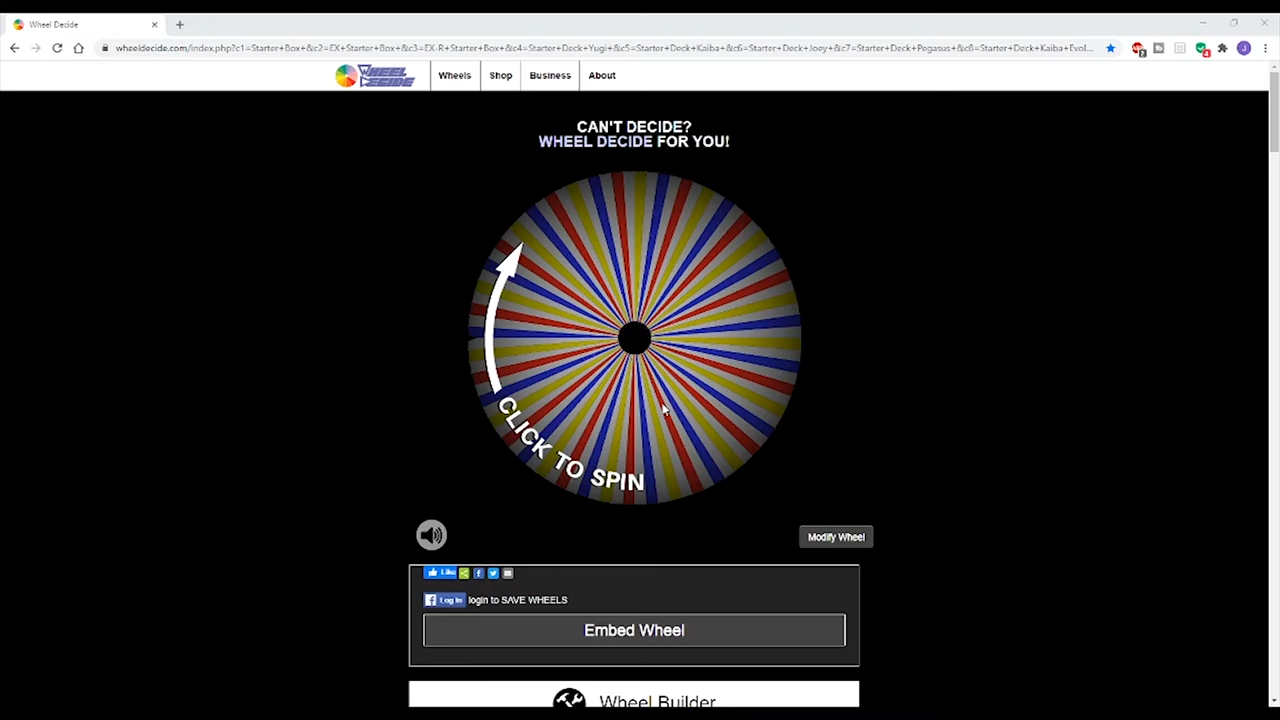 Wheel Decide
wheeldecide.com/index.php?c1=Starter+Box+&c2=EX+Starter+Box+&c3=EX-R+Starter+Box+&c4=Starter+Deck+Yugi+&c5=Starter+Deck+Kaiba+&c6=Starter+Deck+Joey+&c7=Starter+Deck+Pegasus+&c8=Starter+Deck+Kaiba+Evol...
WHEEL DECIDE
Wheels
Shop
Business
About
CAN'T DECIDE?
WHEEL DECIDE FOR YOU!
CLICK TO SPIN
Modify Wheel
Like
Log In login to SAVE WHEELS
Embed Wheel
Wheel Builder